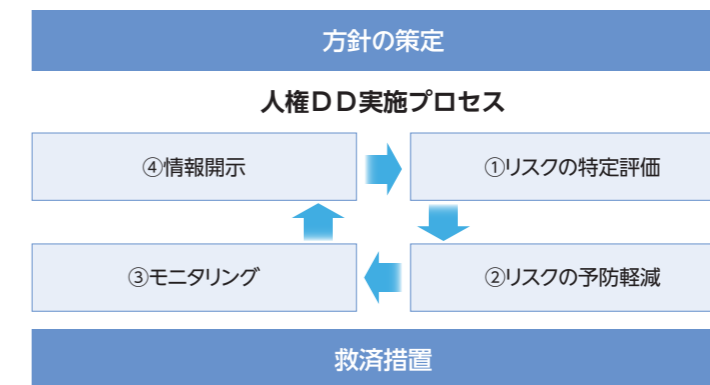 方針の策定
人権DD実施プロセス
④情報開示
①リスクの特定評価
③モニタリング
②リスクの予防軽減
救済措置